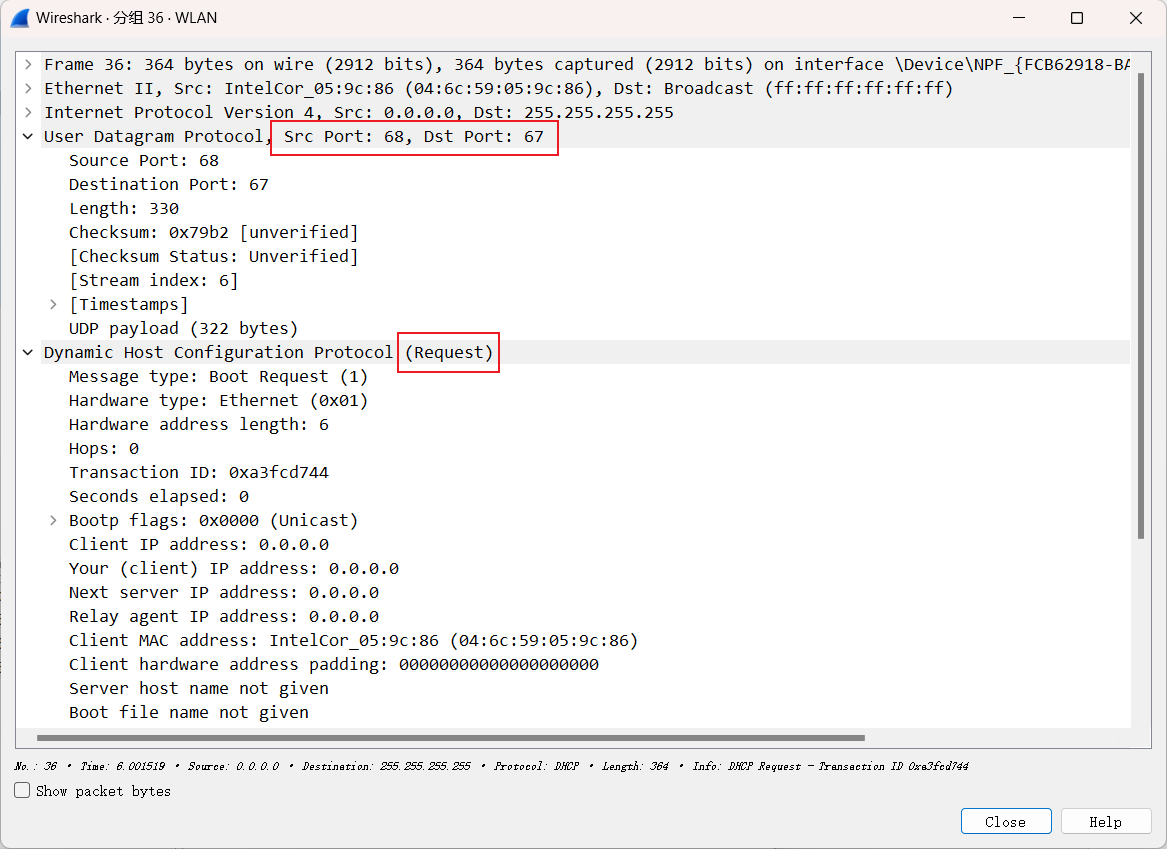 Wireshark · 分组 36 · WLAN
Frame 36: 364 bytes on wire (2912 bits), 364 bytes captured (2912 bits) on interface \Device\NPF_{FCB62918-BA
Ethernet II, Src: IntelCor_05:9c:86 (04:6c:59:05:9c:86), Dst: Broadcast (ff:ff:ff:ff:ff:ff)
Internet Protocol Version 4, Src: 0.0.0.0, Dst: 255.255.255.255
User Datagram Protocol, Src Port: 68, Dst Port: 67
Source Port: 68
Destination Port: 67
Length: 330
Checksum: 0x79b2 [unverified]
[Checksum Status: Unverified]
[Stream index: 6]
[Timestamps]
UDP payload (322 bytes)
Dynamic Host Configuration Protocol (Request)
Message type: Boot Request (1)
Hardware type: Ethernet (0x01)
Hardware address length: 6
Hops: 0
Transaction ID: 0xa3fcd744
Seconds elapsed: 0
Bootp flags: 0x0000 (Unicast)
Client IP address: 0.0.0.0
Your (client) IP address: 0.0.0.0
Next server IP address: 0.0.0.0
Relay agent IP address: 0.0.0.0
Client MAC address: IntelCor_05:9c:86 (04:6c:59:05:9c:86)
Client hardware address padding: 00000000000000000000
Server host name not given
Boot file name not given
No.: 36 · Time: 6.001519 · Source: 0.0.0.0 · Destination: 255.255.255.255 · Protocol: DHCP · Length: 364 · Info: DHCP Request - Transaction ID 0xa3fcd744
Show packet bytes
Close
Help